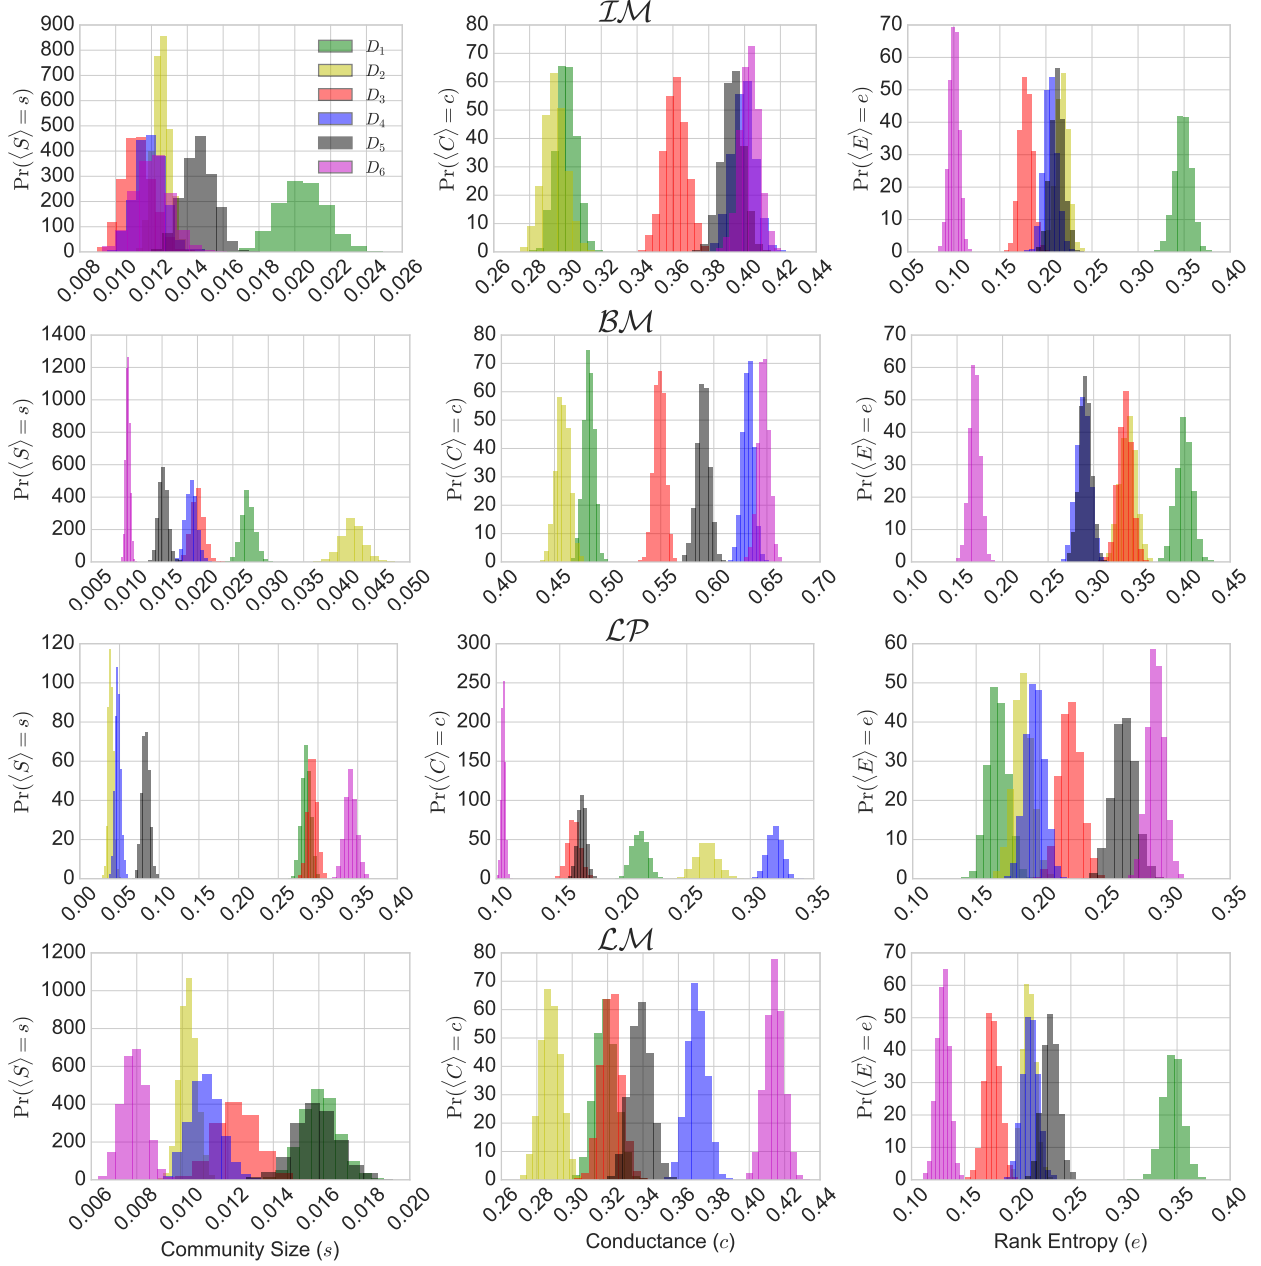 IM
900
800
700
600
500
400
300
200
100
0
Pr(⟨S⟩ = s)
D1
D2
D3
D4
D5
D6
0.008 0.010 0.012 0.014 0.016 0.018 0.020 0.022 0.024 0.026
80
70
60
50
40
30
20
10
0
Pr(⟨C⟩ = c)
0.26 0.28 0.30 0.32 0.34 0.36 0.38 0.40 0.42 0.44
70
60
50
40
30
20
10
0
Pr(⟨E⟩ = e)
0.05 0.10 0.15 0.20 0.25 0.30 0.35 0.40
BM
1400
1200
1000
800
600
400
200
0
Pr(⟨S⟩ = s)
0.005 0.010 0.015 0.020 0.025 0.030 0.035 0.040 0.045 0.050
80
70
60
50
40
30
20
10
0
Pr(⟨C⟩ = c)
0.40 0.45 0.50 0.55 0.60 0.65 0.70
70
60
50
40
30
20
10
0
Pr(⟨E⟩ = e)
0.10 0.15 0.20 0.25 0.30 0.35 0.40 0.45
LP
120
100
80
60
40
20
0
Pr(⟨S⟩ = s)
0.00 0.05 0.10 0.15 0.20 0.25 0.30 0.35 0.40
300
250
200
150
100
50
0
Pr(⟨C⟩ = c)
0.10 0.15 0.20 0.25 0.30 0.35
60
50
40
30
20
10
0
Pr(⟨E⟩ = e)
0.10 0.15 0.20 0.25 0.30 0.35
LM
1200
1000
800
600
400
200
0
Pr(⟨S⟩ = s)
0.006 0.008 0.010 0.012 0.014 0.016 0.018 0.020
Community Size (s)
80
70
60
50
40
30
20
10
0
Pr(⟨C⟩ = c)
0.26 0.28 0.30 0.32 0.34 0.36 0.38 0.40 0.42 0.44
Conductance (c)
70
60
50
40
30
20
10
0
Pr(⟨E⟩ = e)
0.10 0.15 0.20 0.25 0.30 0.35 0.40
Rank Entropy (e)